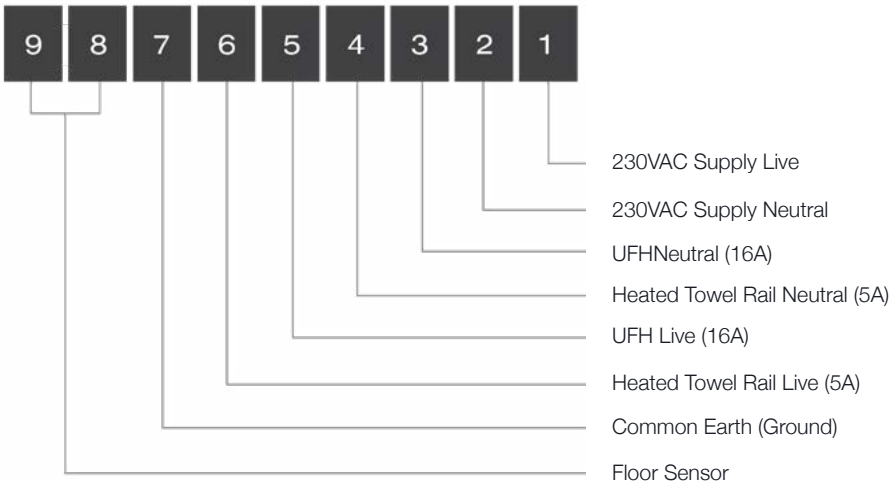 9 8 7 6 5 4 3 2 1
230VAC Supply Live
230VAC Supply Neutral
UFHNeutral (16A)
Heated Towel Rail Neutral (5A)
UFH Live (16A)
Heated Towel Rail Live (5A)
Common Earth (Ground)
Floor Sensor